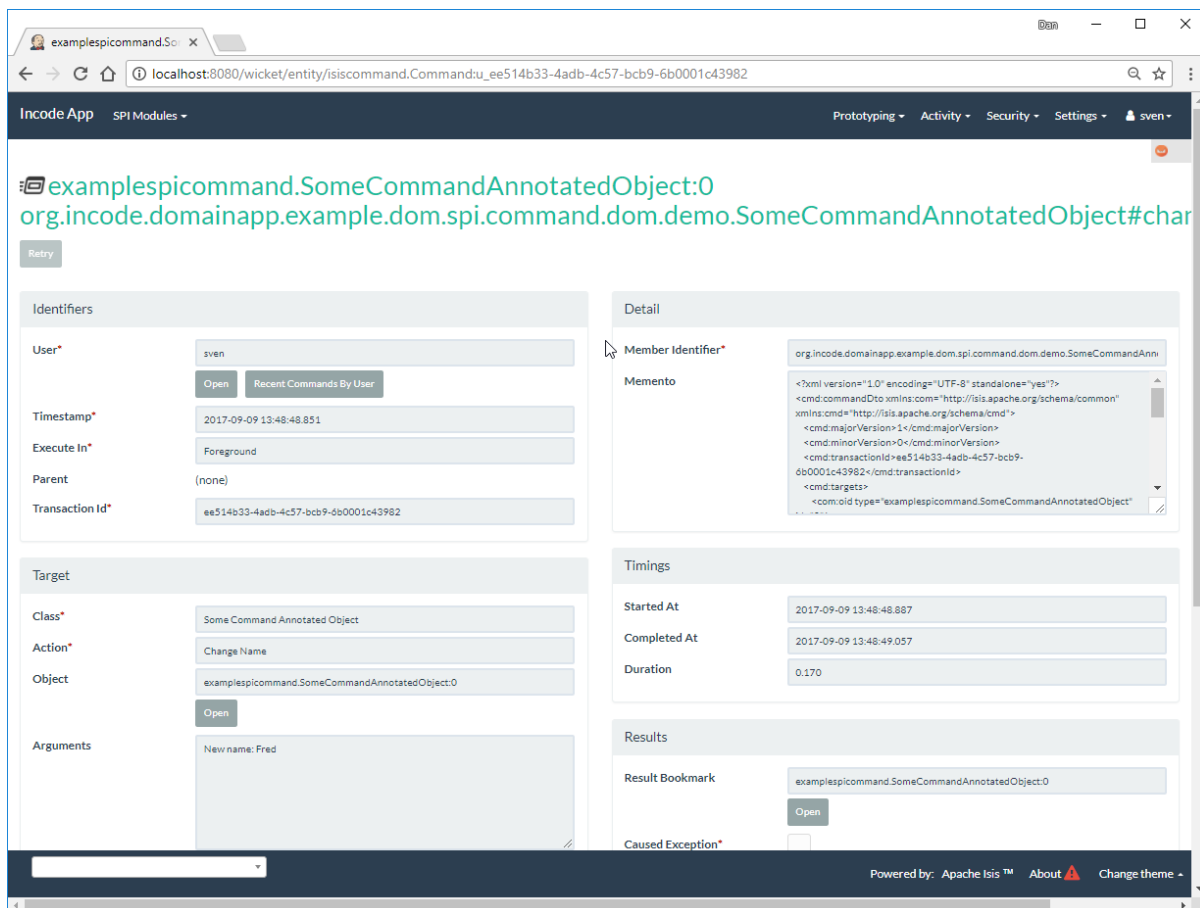 Dan
examplespicommand.So
localhost:8080/wicket/entity/isiscommand.Command:u_ee514b33-4adb-4c57-bcb9-6b0001c43982
Incode App SPI Modules Prototyping Activity Security Settings sven
examplespicommand.SomeCommandAnnotatedObject:0
org.incode.domainapp.example.dom.spi.command.dom.demo.SomeCommandAnnotatedObject#char
Retry
Identifiers
User* sven
Open Recent Commands By User
Timestamp* 2017-09-09 13:48:48.851
Execute In* Foreground
Parent (none)
Transaction Id* ee514b33-4adb-4c57-bcb9-6b0001c43982
Target
Class* Some Command Annotated Object
Action* Change Name
Object examplespicommand.SomeCommandAnnotatedObject:0
Open
Arguments New name: Fred
Detail
Member Identifier* org.incode.domainapp.example.dom.spi.command.dom.demo.SomeCommandAnn
Memento <?xml version="1.0" encoding="UTF-8" standalone="yes"?>
<cmd:commandDto xmlns:com="http://isis.apache.org/schema/common"
xmlns:cmd="http://isis.apache.org/schema/cmd">
<cmd:majorVersion>1</cmd:majorVersion>
<cmd:minorVersion>0</cmd:minorVersion>
<cmd:transactionId>ee514b33-4adb-4c57-bcb9-
6b0001c43982</cmd:transactionId>
<cmd:targets>
<com:oid type="examplespicommand.SomeCommandAnnotatedObject"
Timings
Started At 2017-09-09 13:48:48.887
Completed At 2017-09-09 13:48:49.057
Duration 0.170
Results
Result Bookmark examplespicommand.SomeCommandAnnotatedObject:0
Open
Caused Exception*
Powered by: Apache Isis ™ About Change theme